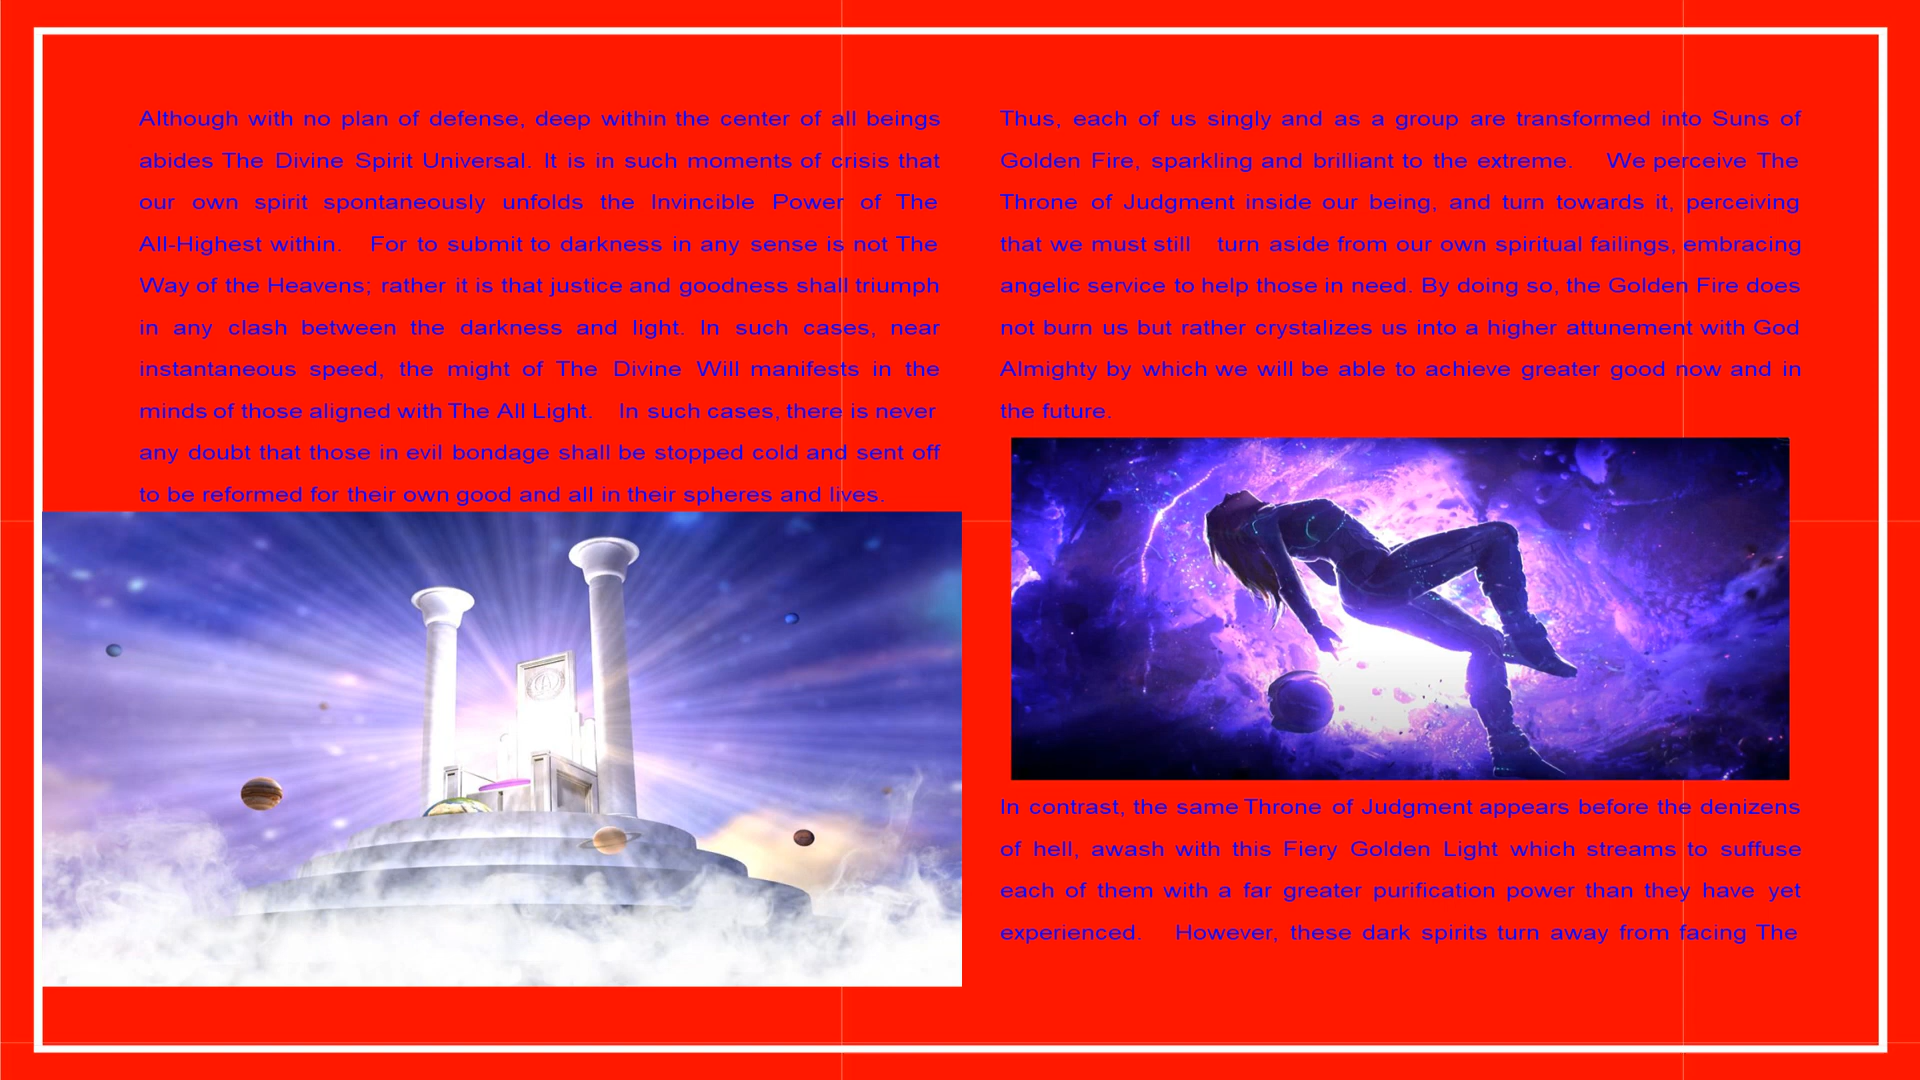 Although with no plan of defense, deep within the center of all beings
abides The Divine Spirit Universal. It is in such moments of crisis that
our own spirit spontaneously unfolds the Invincible Power of The
All-Highest within. For to submit to darkness in any sense is not The
Way of the Heavens; rather it is that justice and goodness shall triumph
in any clash between the darkness and light. In such cases, near
instantaneous speed, the might of The Divine Will manifests in the
minds of those aligned with The All Light. In such cases, there is never
any doubt that those in evil bondage shall be stopped cold and sent off
to be reformed for their own good and all in their spheres and lives.
Thus, each of us singly and as a group are transformed into Suns of
Golden Fire, sparkling and brilliant to the extreme. We perceive The
Throne of Judgment inside our being, and turn towards it, perceiving
that we must still turn aside from our own spiritual failings, embracing
angelic service to help those in need. By doing so, the Golden Fire does
not burn us but rather crystalizes us into a higher attunement with God
Almighty by which we will be able to achieve greater good now and in
the future.
In contrast, the same Throne of Judgment appears before the denizens
of hell, awash with this Fiery Golden Light which streams to suffuse
each of them with a far greater purification power than they have yet
experienced. However, these dark spirits turn away from facing The